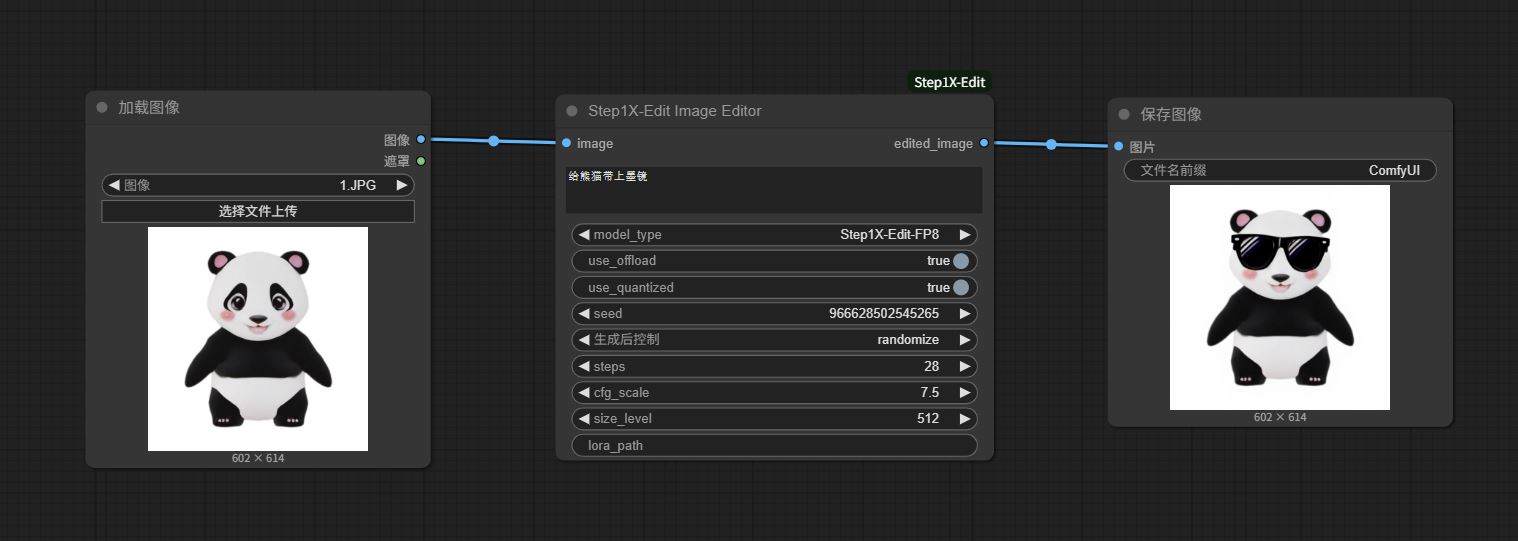 加载图像
图像
遮罩
图像 1.JPG
选择文件上传
602 × 614
Step1X-Edit
Step1X-Edit Image Editor
image edited_image
给熊猫带上墨镜
model_type Step1X-Edit-FP8
use_offload true
use_quantized true
seed 966628502545265
生成后控制 randomize
steps 28
cfg_scale 7.5
size_level 512
lora_path
保存图像
图片
文件名前缀 ComfyUI
602 × 614